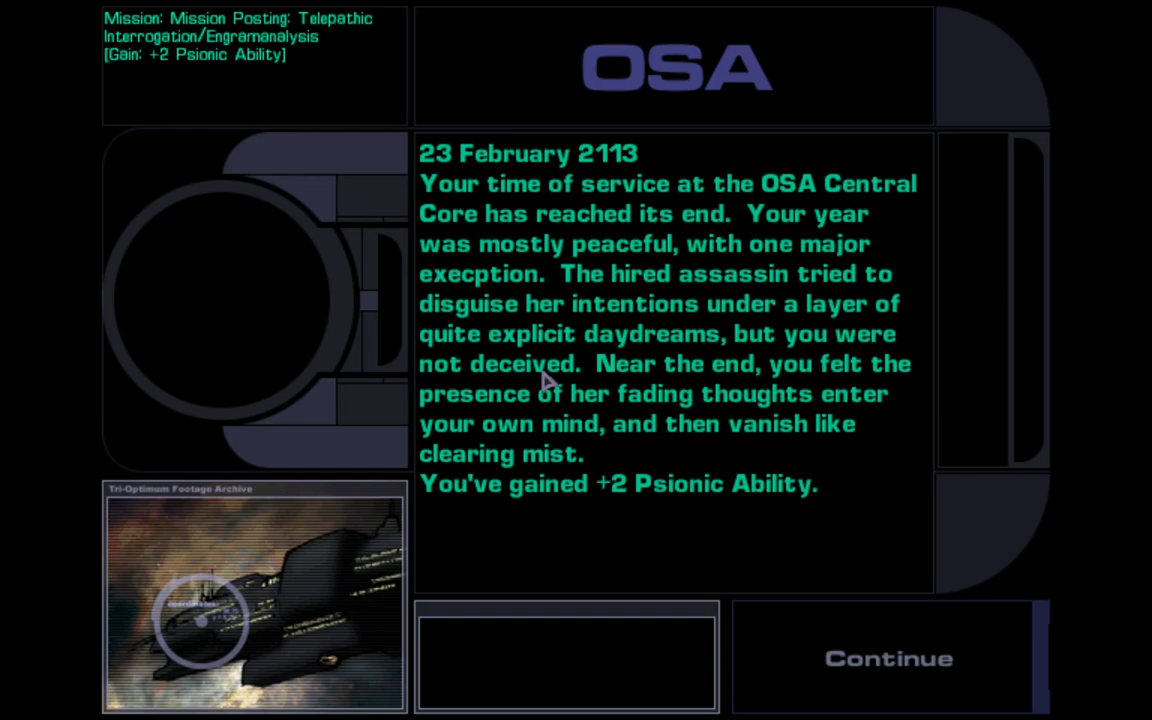 Mission: Mission Posting: Telepathic
Interrogation/Engramanalysis
[Gain: +2 Psionic Ability]
OSA
23 February 2113
Your time of service at the OSA Central
Core has reached its end.  Your year
was mostly peaceful, with one major
execption.  The hired assassin tried to
disguise her intentions under a layer of
quite explicit daydreams, but you were
not deceived.  Near the end, you felt the
presence of her fading thoughts enter
your own mind, and then vanish like
clearing mist.
You've gained +2 Psionic Ability.
Tri-Optimum Footage Archive
Continue